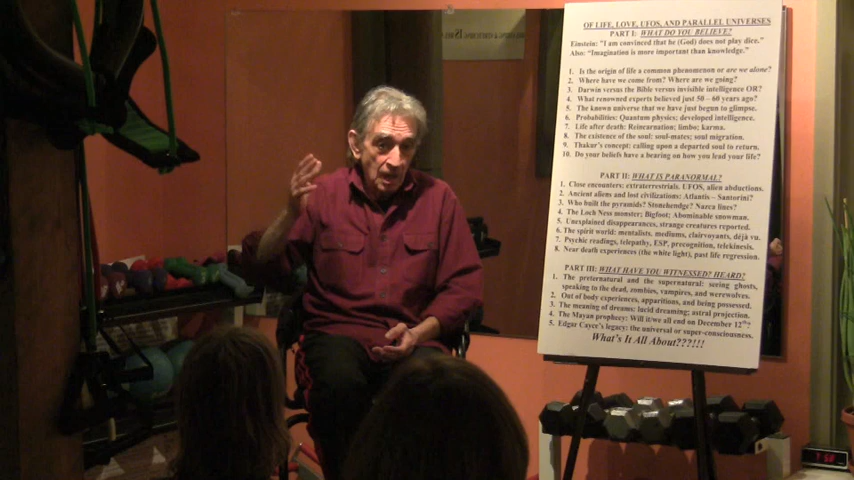 OF LIFE, LOVE, UFOS, AND PARALLEL UNIVERSES
PART I: WHAT DO YOU BELIEVE?
Einstein: "I am convinced that he (God) does not play dice."
Also: "Imagination is more important than knowledge."
1. Is the origin of life a common phenomenon or are we alone?
2. Where have we come from? Where are we going?
3. Darwin versus the Bible versus invisible intelligence OR?
4. What renowned experts believed just 50 – 60 years ago?
5. The known universe that we have just begun to glimpse.
6. Probabilities: Quantum physics; developed intelligence.
7. Life after death: Reincarnation; limbo; karma.
8. The existence of the soul: soul-mates; soul migration.
9. Thakur's concept: calling upon a departed soul to return.
10. Do your beliefs have a bearing on how you lead your life?
PART II: WHAT IS PARANORMAL?
1. Close encounters: extraterrestrials, UFOS, alien abductions.
2. Ancient aliens and lost civilizations: Atlantis – Santorini?
3. Who built the pyramids? Stonehendge? Nazca lines?
4. The Loch Ness monster; Bigfoot; Abominable snowman.
5. Unexplained disappearances, strange creatures reported.
6. The spirit world: mentalists, mediums, clairvoyants, déjà vu.
7. Psychic readings, telepathy, ESP, precognition, telekinesis.
8. Near death experiences (the white light), past life regression.
PART III: WHAT HAVE YOU WITNESSED? HEARD?
1. The preternatural and the supernatural: seeing ghosts,
speaking to the dead, zombies, vampires, and werewolves.
2. Out of body experiences, apparitions, and being possessed.
3. The meaning of dreams: lucid dreaming; astral projection.
4. The Mayan prophecy: Will it/we all end on December 12th?
5. Edgar Cayce's legacy: the universal or super-consciousness.
What's It All About???!!!
7:58